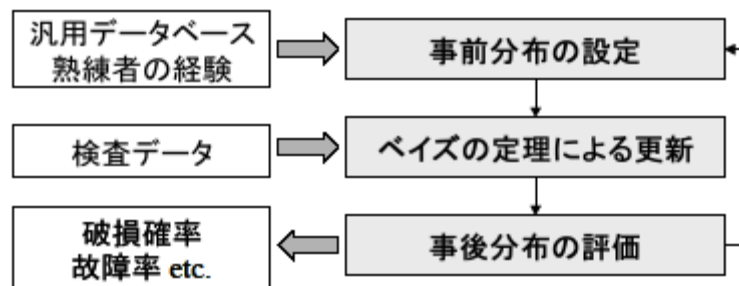 汎用データベース
熟練者の経験
事前分布の設定
検査データ
ベイズの定理による更新
破損確率
故障率 etc.
事後分布の評価